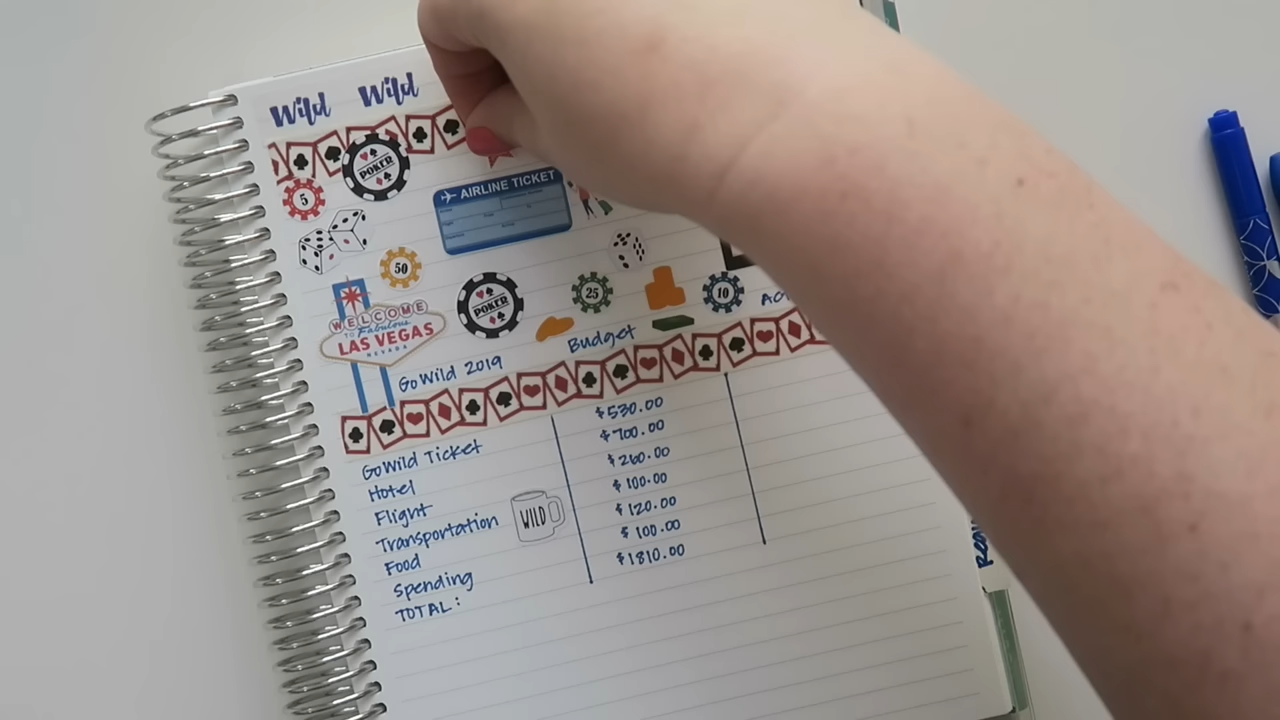 Wild Wild
POKER
5
AIRLINE TICKET
50
POKER
25
10
WELCOME
TO Fabulous
LAS VEGAS
NEVADA
GoWild 2019
Budget
GoWild Ticket
$530.00
Hotel
$700.00
Flight
$260.00
Transportation
$100.00
Food
$120.00
Spending
$100.00
TOTAL:
$1810.00
WILD